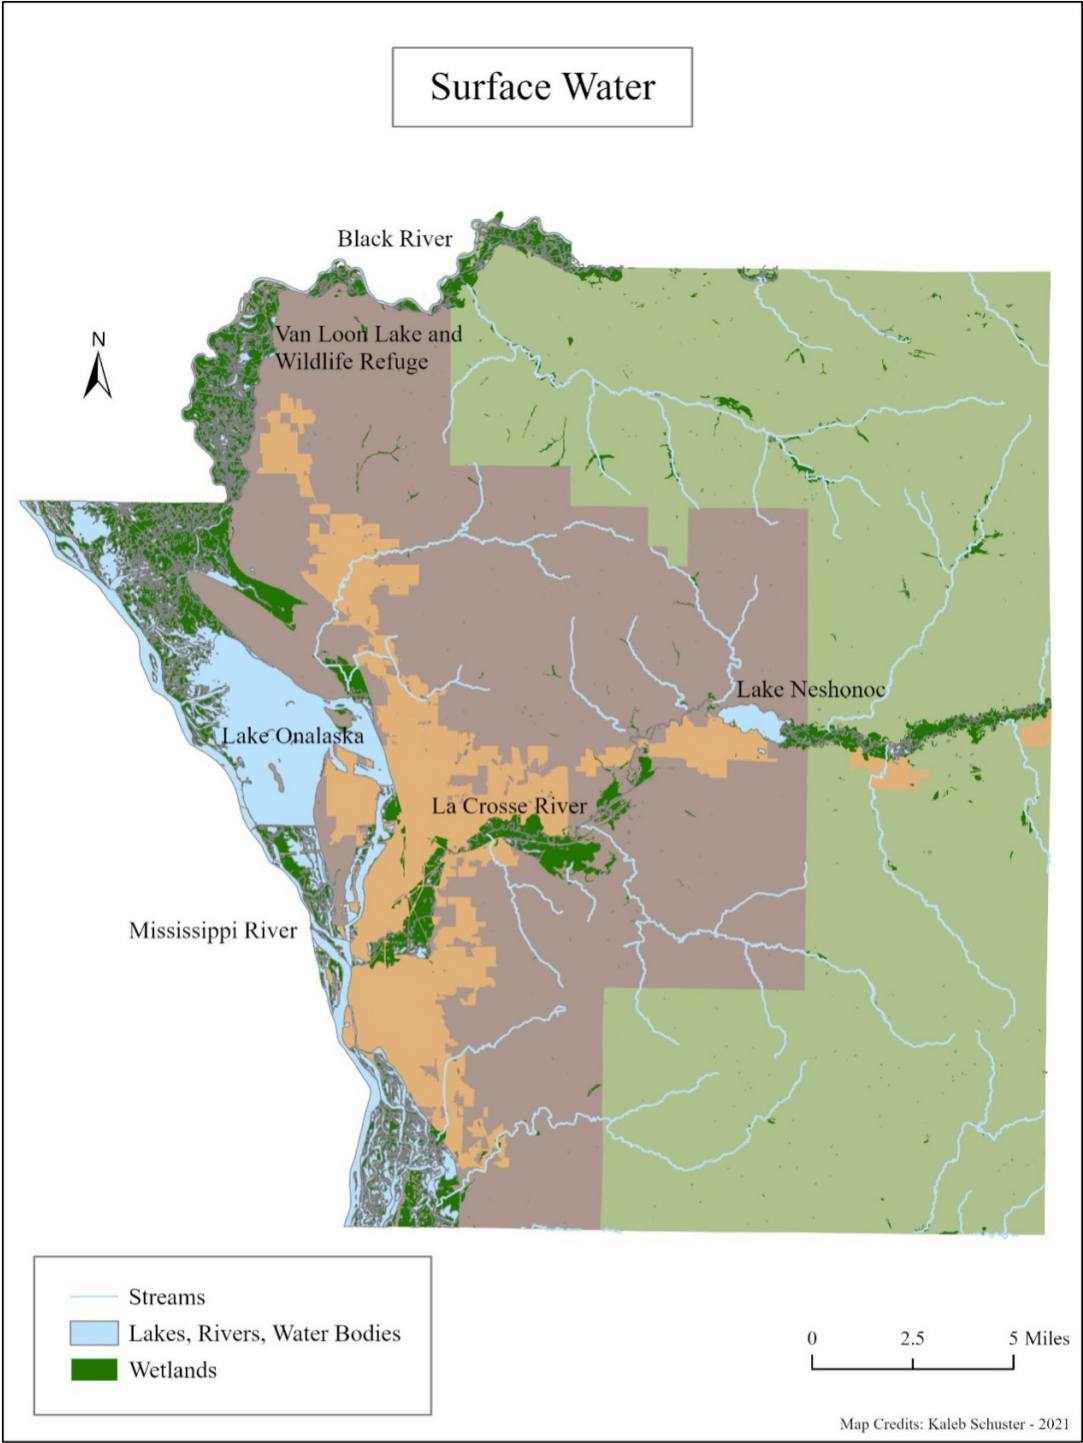 Surface Water
Black River
N
Van Loon Lake and
Wildlife Refuge
Lake Neshonoc
Lake Onalaska
La Crosse River
Mississippi River
Streams
Lakes, Rivers, Water Bodies
Wetlands
0 2.5 5 Miles
Map Credits: Kaleb Schuster - 2021